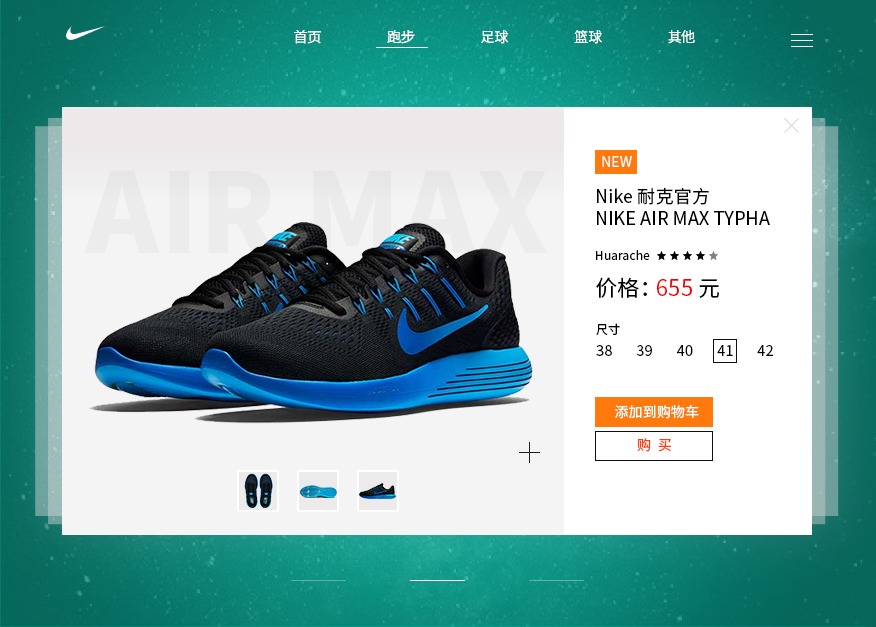 首页 跑步 足球 篮球 其他
AIR MAX
NEW
Nike 耐克官方
NIKE AIR MAX TYPHA
Huarache ★★★★★
价格：655 元
尺寸
38 39 40 41 42
添加到购物车
购 买